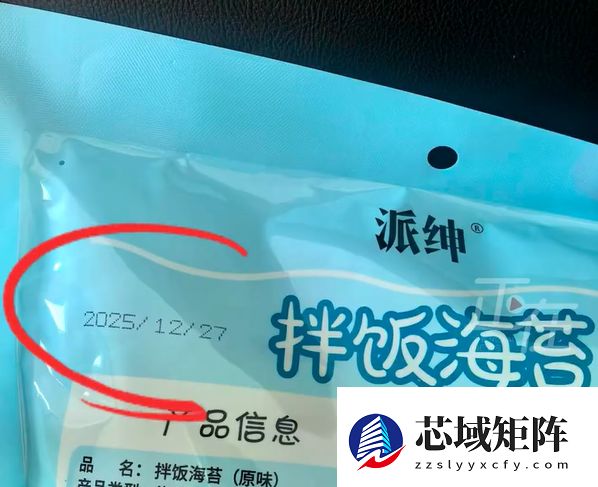 派绅®
2025/12/27
拌饭海苔
产品信息
品 名：拌饭海苔（原味）
芯域矩阵
zzslyyxcfy.com